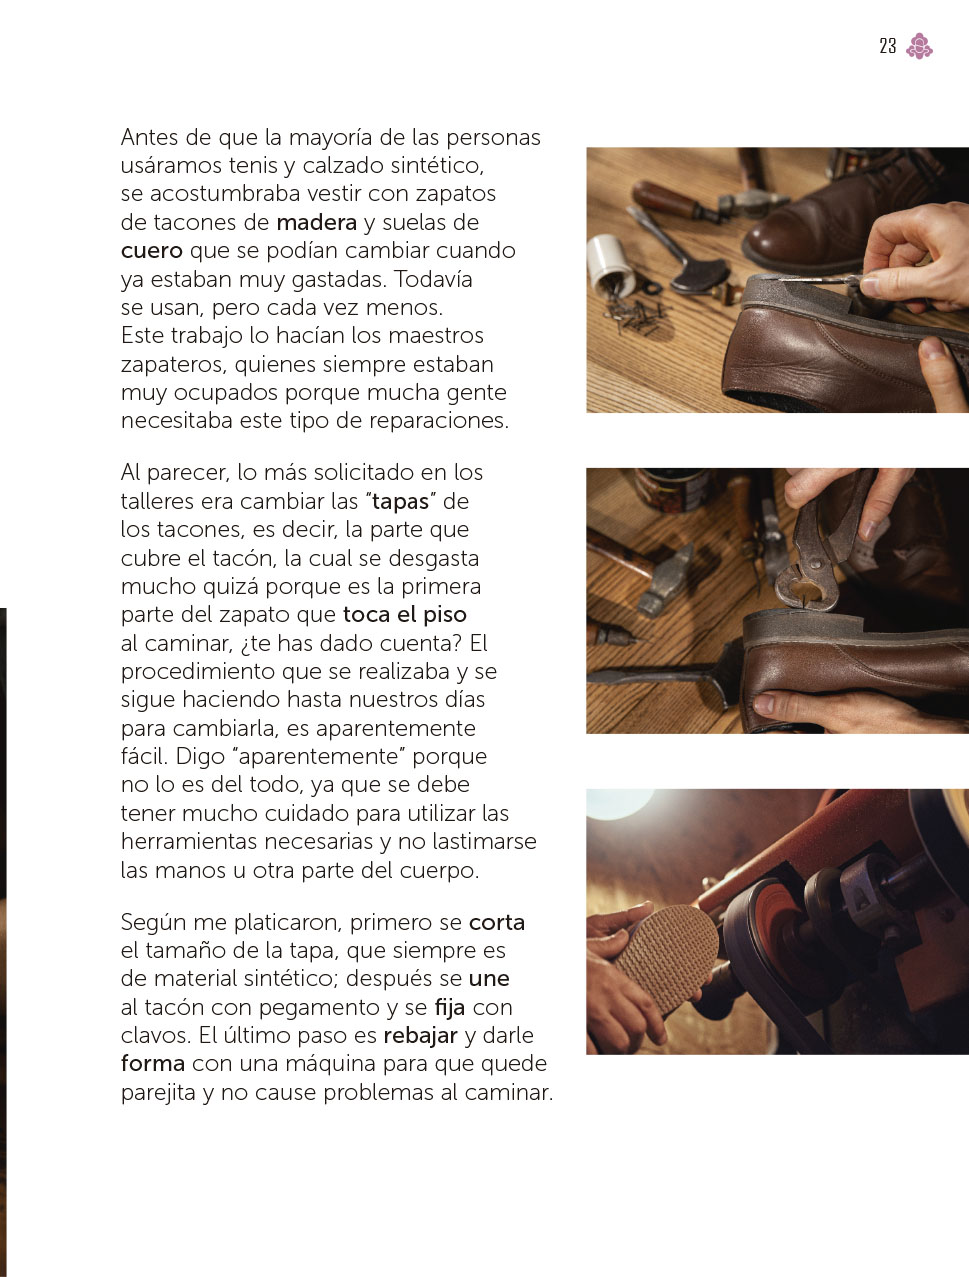 23
Antes de que la mayoría de las personas
usáramos tenis y calzado sintético,
se acostumbraba vestir con zapatos
de tacones de madera y suelas de
cuero que se podían cambiar cuando
ya estaban muy gastadas. Todavía
se usan, pero cada vez menos.
Este trabajo lo hacían los maestros
zapateros, quienes siempre estaban
muy ocupados porque mucha gente
necesitaba este tipo de reparaciones.
Al parecer, lo más solicitado en los
talleres era cambiar las “tapas” de
los tacones, es decir, la parte que
cubre el tacón, la cual se desgasta
mucho quizá porque es la primera
parte del zapato que toca el piso
al caminar, ¿te has dado cuenta? El
procedimiento que se realizaba y se
sigue haciendo hasta nuestros días
para cambiarla, es aparentemente
fácil. Digo “aparentemente” porque
no lo es del todo, ya que se debe
tener mucho cuidado para utilizar las
herramientas necesarias y no lastimarse
las manos u otra parte del cuerpo.
Según me platicaron, primero se corta
el tamaño de la tapa, que siempre es
de material sintético; después se une
al tacón con pegamento y se fija con
clavos. El último paso es rebajar y darle
forma con una máquina para que quede
parejita y no cause problemas al caminar.